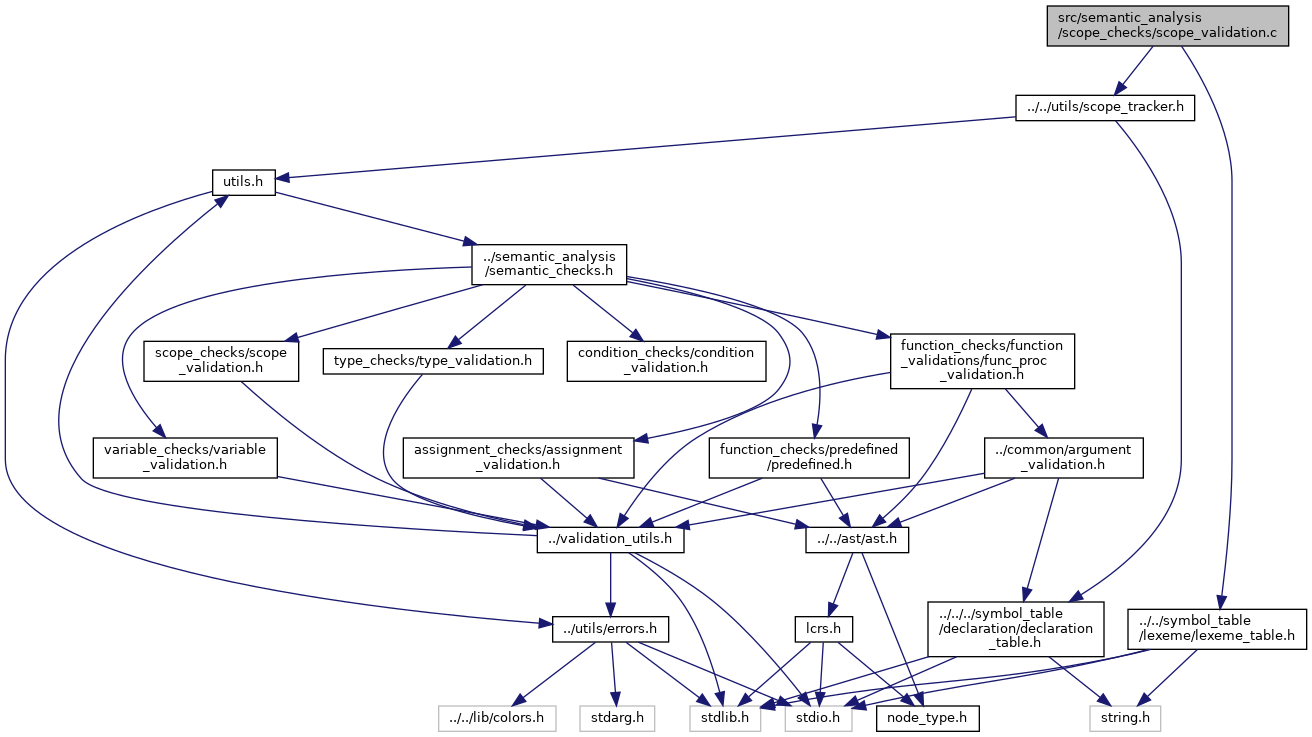 src/semantic_analysis
/scope_checks/scope_validation.c
../../utils/scope_tracker.h
utils.h
../semantic_analysis
/semantic_checks.h
scope_checks/scope
_validation.h
type_checks/type_validation.h
condition_checks/condition
_validation.h
function_checks/function
_validations/func_proc
_validation.h
variable_checks/variable
_validation.h
assignment_checks/assignment
_validation.h
function_checks/predefined
/predefined.h
../common/argument
_validation.h
../validation_utils.h
../../ast/ast.h
../utils/errors.h
lcrs.h
../../../symbol_table
/declaration/declaration
_table.h
../../symbol_table
/lexeme/lexeme_table.h
../../lib/colors.h
stdarg.h
stdlib.h
stdio.h
node_type.h
string.h